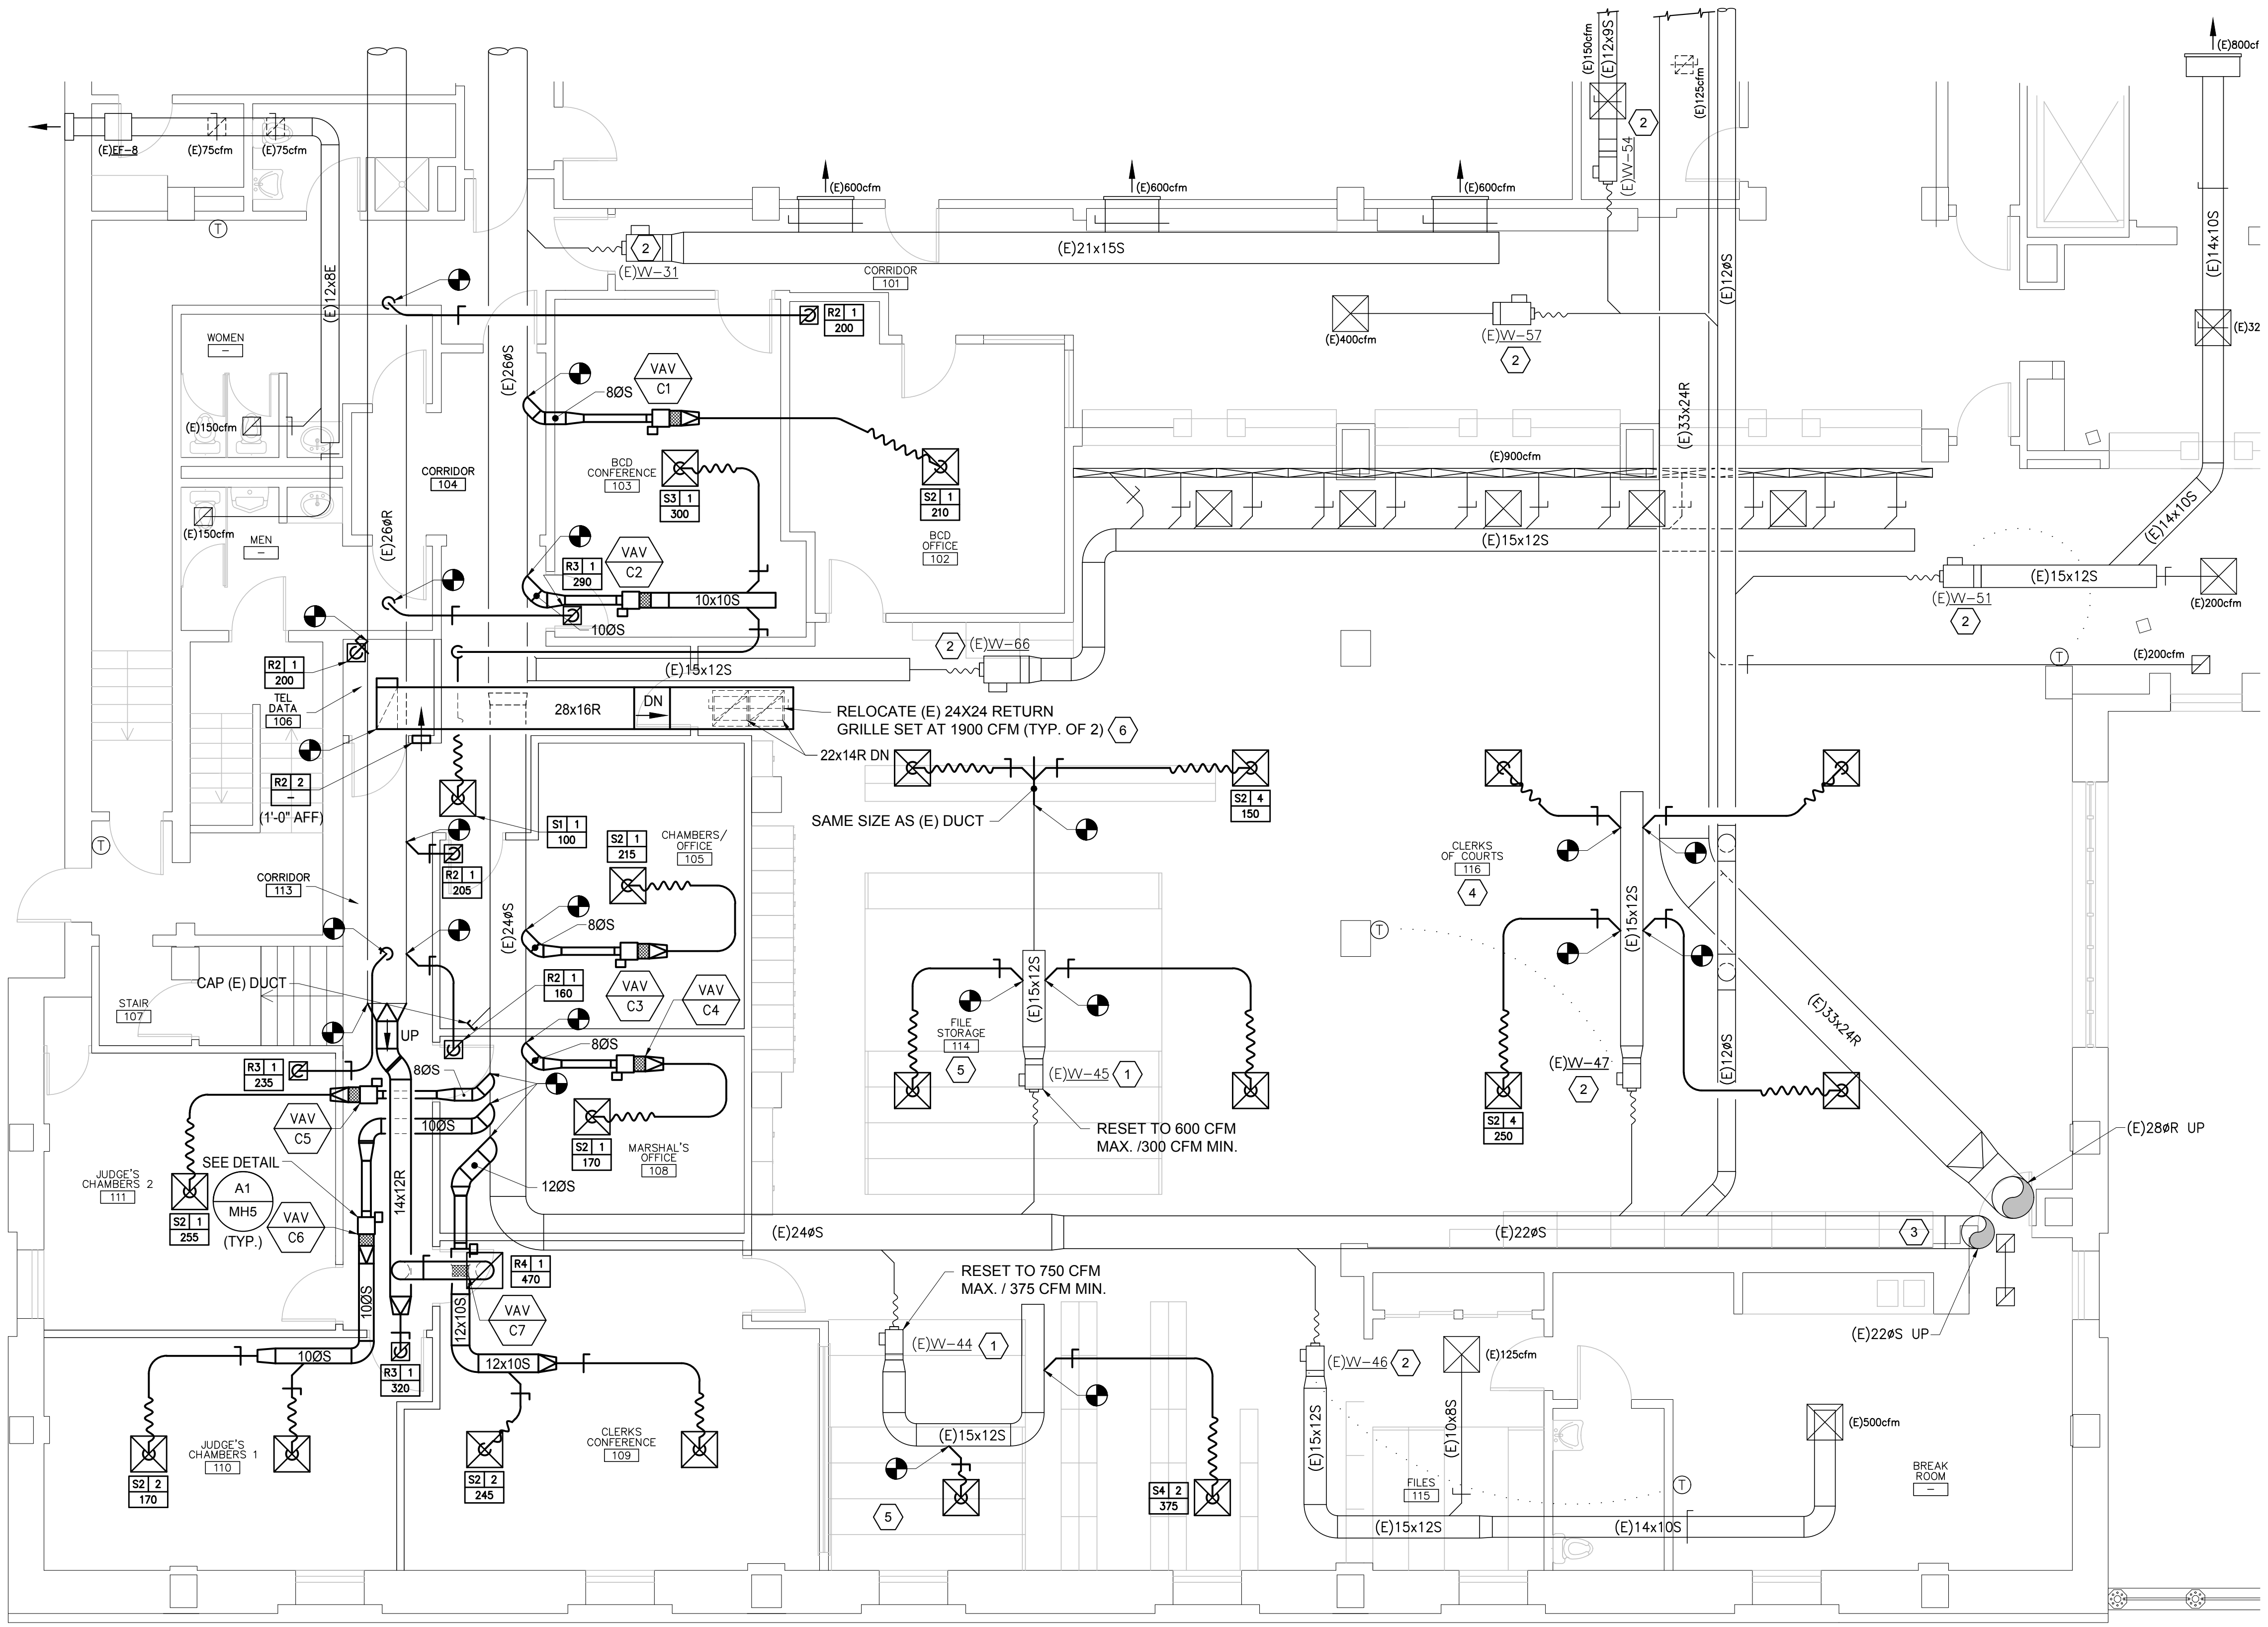 (E)800cf
(E)150cfm
(E)12x9S
(E)125cfm
2
(E)EF-8
(E)75cfm
(E)75cfm
(E)W-54
(E)600cfm
(E)600cfm
(E)600cfm
T
2
(E)W-31
(E)21x15S
CORRIDOR
101
(E)12x8E
(E)12øS
(E)14x10S
R2 1
200
(E)400cfm
(E)W-57
2
(E)32
WOMEN
–
(E)26øS
VAV
C1
8ØS
(E)33x24R
(E)150cfm
CORRIDOR
104
BCD
CONFERENCE
103
S3 1
300
S2 1
210
(E)900cfm
(E)150cfm
MEN
–
(E)26øR
R3 1
290
VAV
C2
BCD
OFFICE
102
(E)15x12S
(E)14x10S
10x10S
10ØS
(E)15x12S
(E)W-51
2
(E)200cfm
2
(E)W-66
T
(E)200cfm
R2 1
200
TEL
DATA
106
(E)15x12S
28x16R
DN
RELOCATE (E) 24X24 RETURN
GRILLE SET AT 1900 CFM (TYP. OF 2)
6
22x14R DN
R2 2
–
(1'-0" AFF)
T
S1 1
100
S2 1
215
CHAMBERS/
OFFICE
105
SAME SIZE AS (E) DUCT
S2 4
150
CLERKS
OF COURTS
116
4
R2 1
205
CORRIDOR
113
(E)24øS
8ØS
(E)15x12S
T
CAP (E) DUCT
R2 1
160
VAV
C3
VAV
C4
(E)15x12S
STAIR
107
UP
8ØS
FILE
STORAGE
114
5
(E)W-45
1
(E)W-47
2
(E)12øS
(E)33x24R
R3 1
235
8ØS
VAV
C5
10ØS
S2 1
170
MARSHAL'S
OFFICE
108
RESET TO 600 CFM
MAX. /300 CFM MIN.
S2 4
250
(E)28øR UP
SEE DETAIL
A1
MH5
(TYP.)
JUDGE'S
CHAMBERS 2
111
S2 1
255
VAV
C6
14x12R
12ØS
(E)24øS
(E)22øS
3
R4 1
470
VAV
C7
RESET TO 750 CFM
MAX. / 375 CFM MIN.
10ØS
12x10S
(E)W-44
1
(E)W-46
2
(E)125cfm
(E)22øS UP
10ØS
12x10S
R3 1
320
(E)15x12S
(E)15x12S
(E)10x8S
(E)500cfm
JUDGE'S
CHAMBERS 1
110
CLERKS
CONFERENCE
109
S2 2
170
S2 2
245
S4 2
375
5
FILES
115
T
BREAK
ROOM
–
(E)15x12S
(E)14x10S